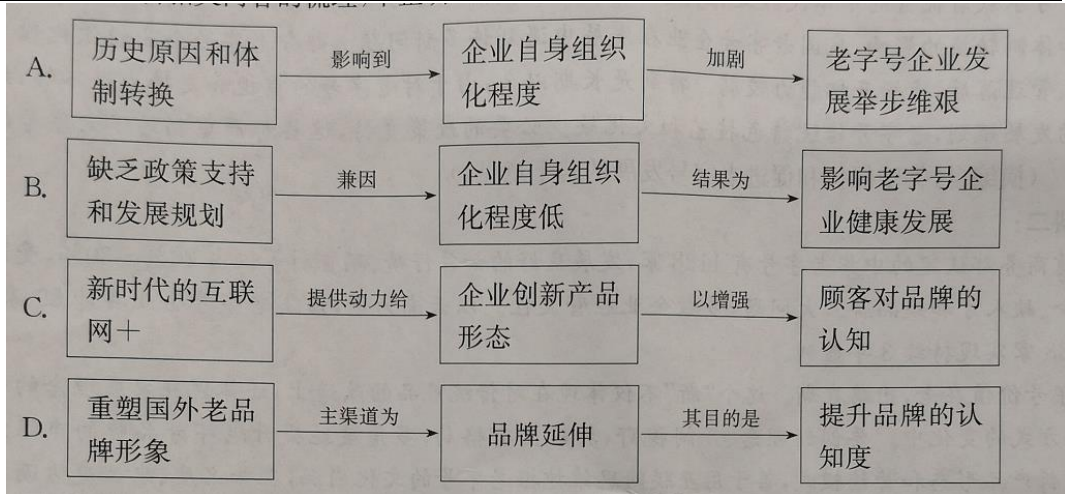 A.
历史原因和体
制转换
影响到
企业自身组织
化程度
加剧
老字号企业发
展举步维艰
B.
缺乏政策支持
和发展规划
兼因
企业自身组织
化程度低
结果为
影响老字号企
业健康发展
C.
新时代的互联
网＋
提供动力给
企业创新产品
形态
以增强
顾客对品牌的
认知
D.
重塑国外老品
牌形象
主渠道为
品牌延伸
其目的是
提升品牌的认
知度